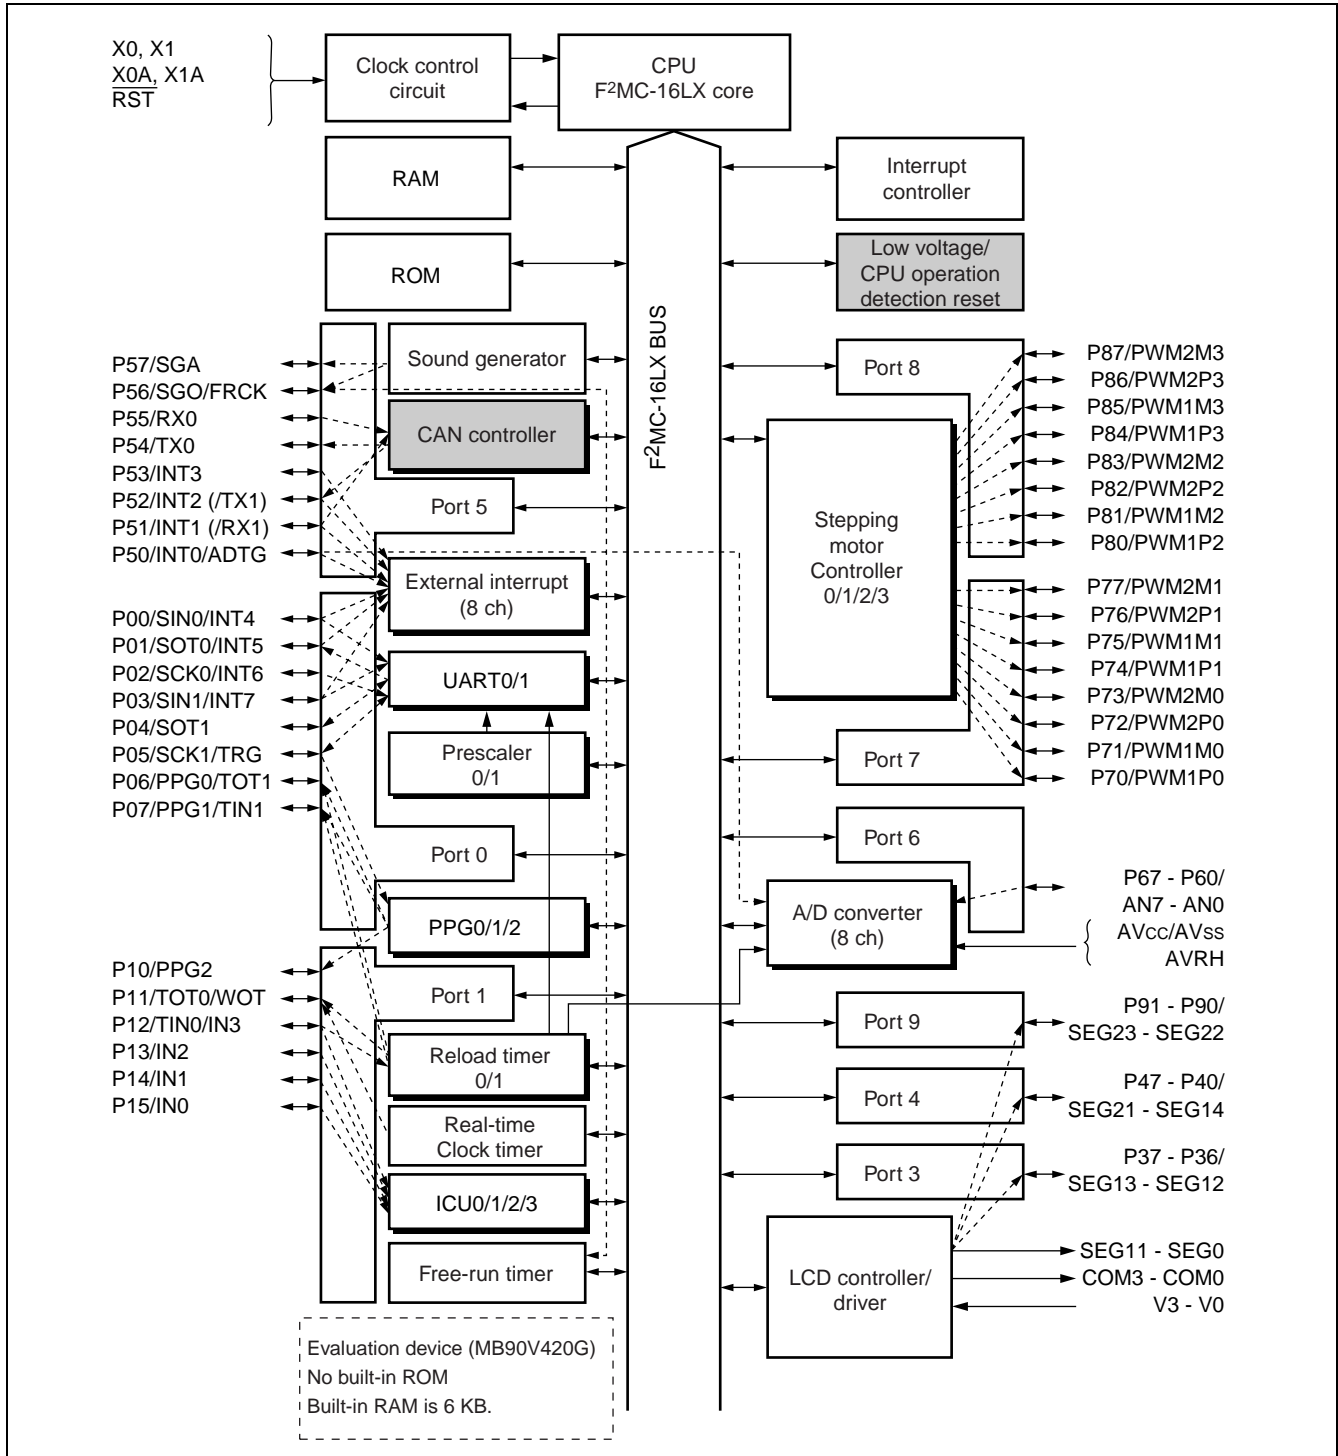 X0, X1
X0A, X1A
RST
Clock control
circuit
CPU
F2MC-16LX core
RAM
Interrupt
controller
ROM
Low voltage/
CPU operation
detection reset
F2MC-16LX BUS
Sound generator
CAN controller
Port 5
External interrupt
(8 ch)
UART0/1
Prescaler
0/1
Port 0
PPG0/1/2
Port 1
Reload timer
0/1
Real-time
Clock timer
ICU0/1/2/3
Free-run timer
P57/SGA
P56/SGO/FRCK
P55/RX0
P54/TX0
P53/INT3
P52/INT2 (/TX1)
P51/INT1 (/RX1)
P50/INT0/ADTG
P00/SIN0/INT4
P01/SOT0/INT5
P02/SCK0/INT6
P03/SIN1/INT7
P04/SOT1
P05/SCK1/TRG
P06/PPG0/TOT1
P07/PPG1/TIN1
P10/PPG2
P11/TOT0/WOT
P12/TIN0/IN3
P13/IN2
P14/IN1
P15/IN0
Port 8
Stepping
motor
Controller
0/1/2/3
Port 7
Port 6
A/D converter
(8 ch)
Port 9
Port 4
Port 3
LCD controller/
driver
P87/PWM2M3
P86/PWM2P3
P85/PWM1M3
P84/PWM1P3
P83/PWM2M2
P82/PWM2P2
P81/PWM1M2
P80/PWM1P2
P77/PWM2M1
P76/PWM2P1
P75/PWM1M1
P74/PWM1P1
P73/PWM2M0
P72/PWM2P0
P71/PWM1M0
P70/PWM1P0
P67 - P60/
AN7 - AN0
AVCC/AVSS
AVRH
P91 - P90/
SEG23 - SEG22
P47 - P40/
SEG21 - SEG14
P37 - P36/
SEG13 - SEG12
SEG11 - SEG0
COM3 - COM0
V3 - V0
Evaluation device (MB90V420G)
No built-in ROM
Built-in RAM is 6 KB.